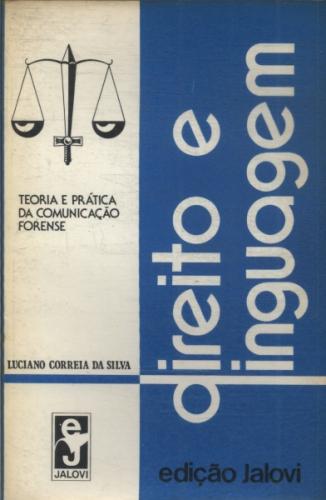 TEORIA E PRÁTICA
DA COMUNICAÇÃO
FORENSE
direito e
linguagem
LUCIANO CORREIA DA SILVA
eJ
JALOVI
edição Jalovi